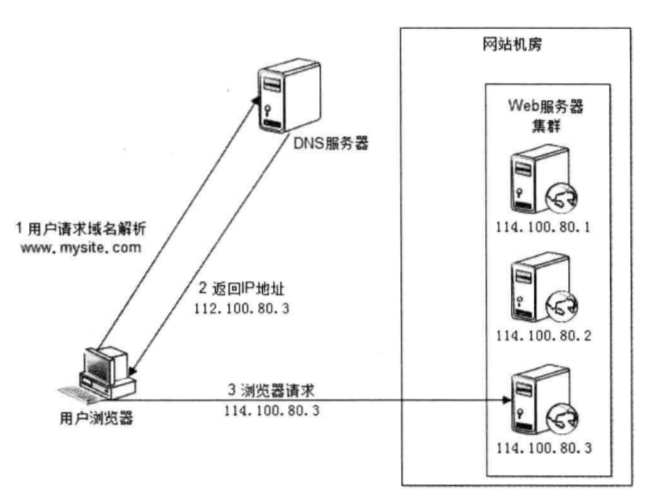 网站机房
Web服务器
集群
DNS服务器
114.100.80.1
1 用户请求域名解析
www.mysite.com
2 返回IP地址
112.100.80.3
114.100.80.2
3 浏览器请求
114.100.80.3
用户浏览器
114.100.80.3